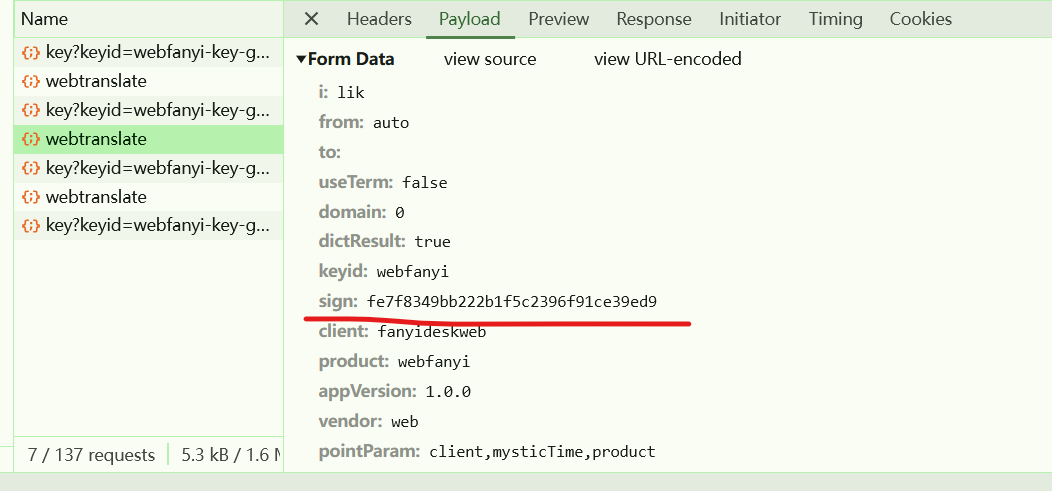 Name
key?keyid=webfanyi-key-g...
webtranslate
key?keyid=webfanyi-key-g...
webtranslate
key?keyid=webfanyi-key-g...
webtranslate
key?keyid=webfanyi-key-g...
7 / 137 requests 5.3 kB / 1.6 M
Headers Payload Preview Response Initiator Timing Cookies
Form Data view source view URL-encoded
i: lik
from: auto
to:
useTerm: false
domain: 0
dictResult: true
keyid: webfanyi
sign: fe7f8349bb222b1f5c2396f91ce39ed9
client: fanyideskweb
product: webfanyi
appVersion: 1.0.0
vendor: web
pointParam: client,mysticTime,product